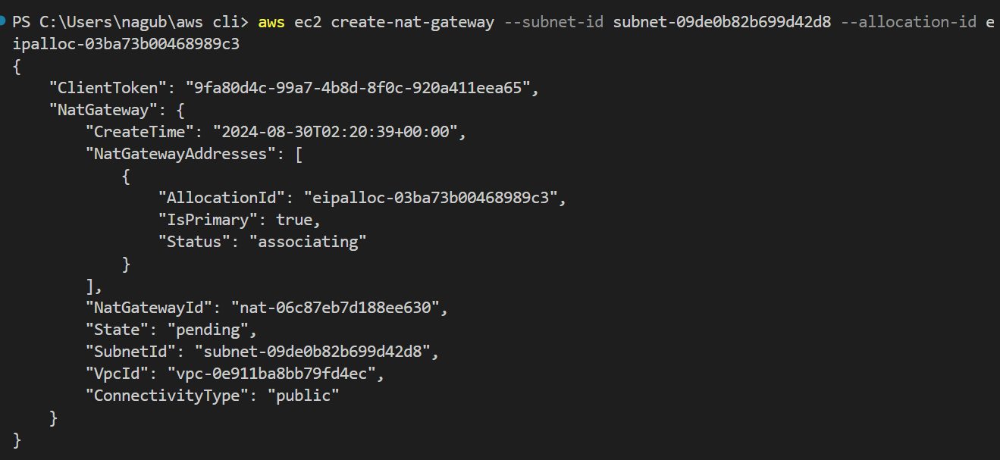 PS C:\Users\nagub\aws cli> aws ec2 create-nat-gateway --subnet-id subnet-09de0b82b699d42d8 --allocation-id e
ipalloc-03ba73b00468989c3
{
    "ClientToken": "9fa80d4c-99a7-4b8d-8f0c-920a411eea65",
    "NatGateway": {
        "CreateTime": "2024-08-30T02:20:39+00:00",
        "NatGatewayAddresses": [
            {
                "AllocationId": "eipalloc-03ba73b00468989c3",
                "IsPrimary": true,
                "Status": "associating"
            }
        ],
        "NatGatewayId": "nat-06c87eb7d188ee630",
        "State": "pending",
        "SubnetId": "subnet-09de0b82b699d42d8",
        "VpcId": "vpc-0e911ba8bb79fd4ec",
        "ConnectivityType": "public"
    }
}